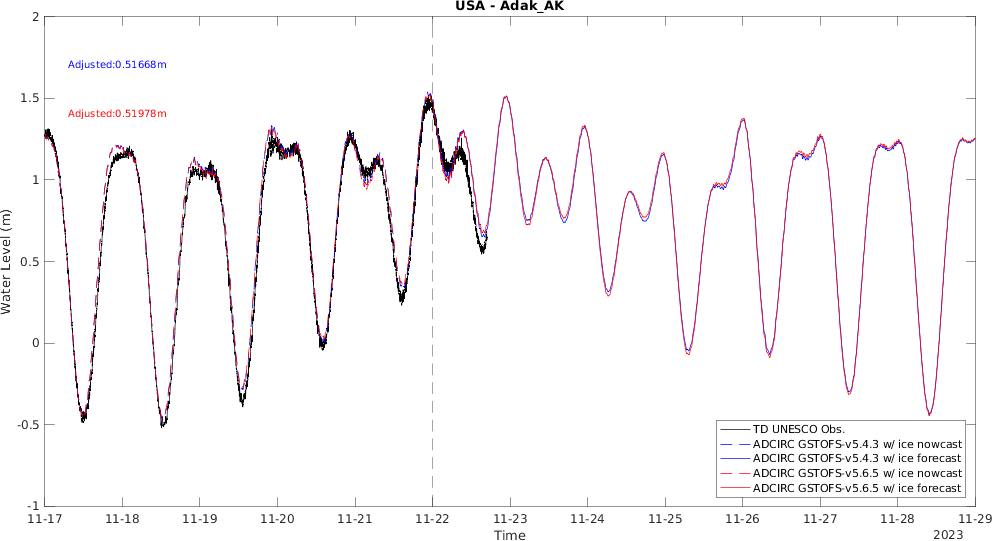 USA - Adak_AK
Adjusted:0.51668m
Adjusted:0.51978m
Water Level (m)
2
1.5
1
0.5
0
-0.5
-1
TD UNESCO Obs.
ADCIRC GSTOFS-v5.4.3 w/ ice nowcast
ADCIRC GSTOFS-v5.4.3 w/ ice forecast
ADCIRC GSTOFS-v5.6.5 w/ ice nowcast
ADCIRC GSTOFS-v5.6.5 w/ ice forecast
11-17 11-18 11-19 11-20 11-21 11-22 11-23 11-24 11-25 11-26 11-27 11-28 11-29
Time
2023